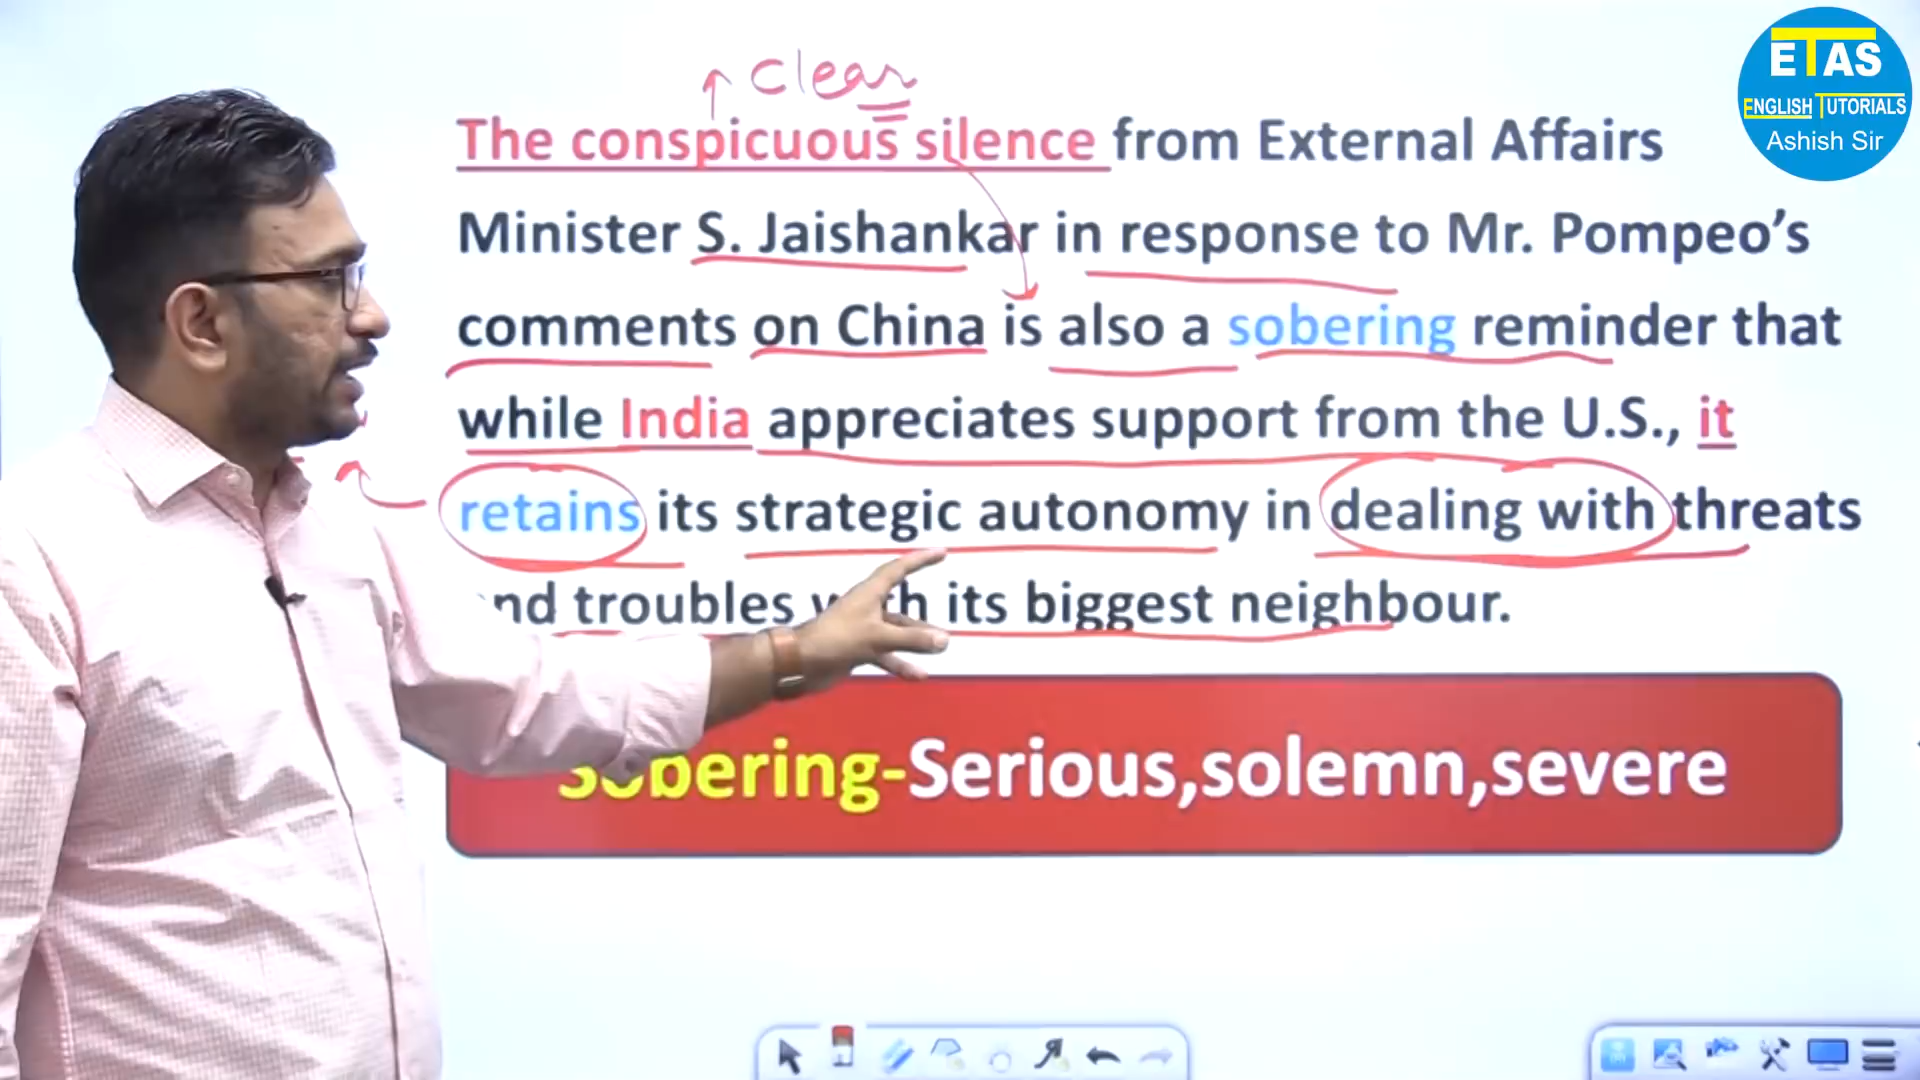 clear
The conspicuous silence from External Affairs
Minister S. Jaishankar in response to Mr. Pompeo's
comments on China is also a sobering reminder that
while India appreciates support from the U.S., it
retains its strategic autonomy in dealing with threats
and troubles with its biggest neighbour.
Sobering-Serious,solemn,severe
ETAS
ENGLISH TUTORIALS
Ashish Sir